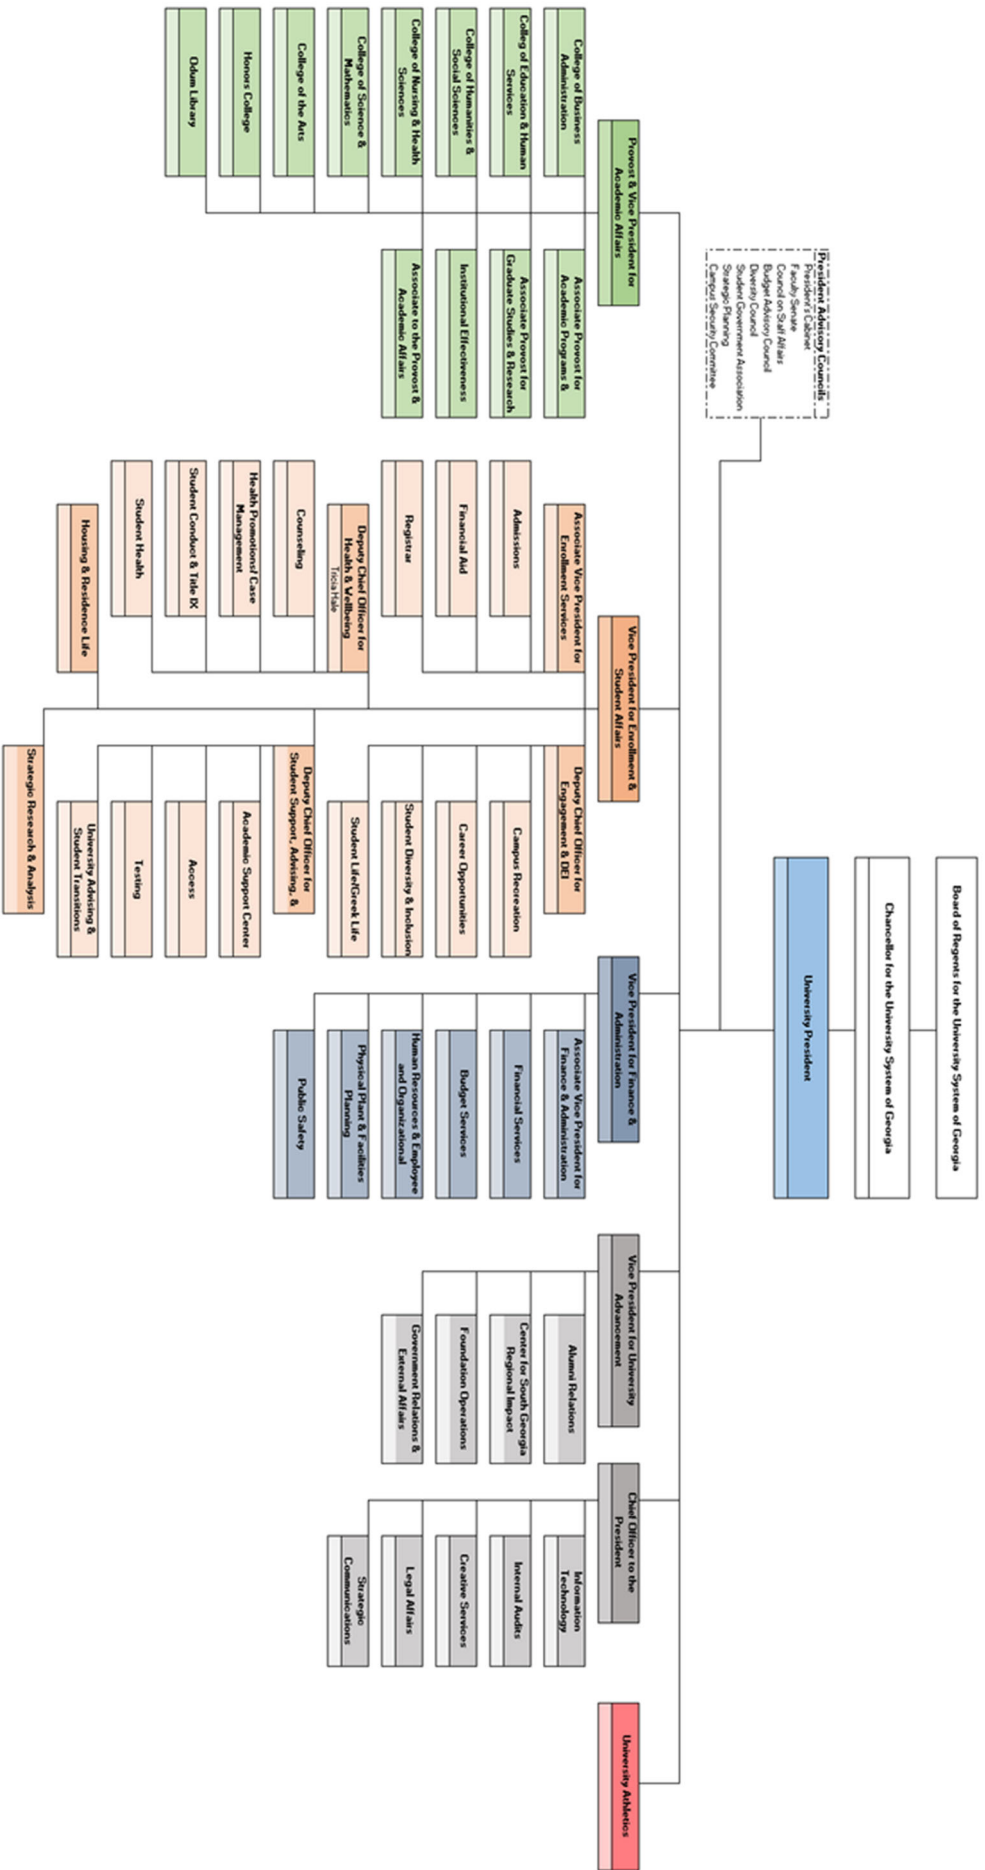 Board of Regents for the University System of Georgia
Chancellor for the University System of Georgia
University President
President Advisory Councils
President's Cabinet
Faculty Senate
Council on Staff Affairs
Budget Advisory Council
Diversity Council
Student Government Association
Strategic Planning
Campus Security Committee
Provost & Vice President for
Academic Affairs
College of Business
Administration
Colleg of Education & Human
Services
College of Humanities &
Social Sciences
College of Nursing & Health
Sciences
College of Science &
Mathematics
College of the Arts
Honors College
Odum Library
Associate Provost for
Academic Programs &
Associate Provost for
Graduate Studies & Research
Institutional Effectiveness
Associate to the Provost &
Academic Affairs
Vice President for Enrollment &
Student Affairs
Associate Vice President for
Enrollment Services
Admissions
Financial Aid
Registrar
Deputy Chief Officer for
Health & Wellbeing
Tricia Hale
Counseling
Health Promotions/ Case
Management
Student Conduct & Title IX
Student Health
Housing & Residence Life
Deputy Chief Officer for
Engagement & DEI
Campus Recreation
Career Opportunities
Student Diversity & Inclusion
Student Life/Greek Life
Deputy Chief Officer for
Student Support, Advising, &
Academic Support Center
Access
Testing
University Advising &
Student Transitions
Strategic Research & Analysis
Vice President for Finance &
Administration
Associate Vice President for
Finance & Administration
Financial Services
Budget Services
Human Resources & Employee
and Organizational
Physical Plant & Facilities
Planning
Public Safety
Vice President for University
Advancement
Alumni Relations
Center for South Georgia
Regional Impact
Foundation Operations
Government Relations &
External Affairs
Chief Officer to the
President
Information
Technology
Internal Audits
Creative Services
Legal Affairs
Strategic
Communications
University Athletics